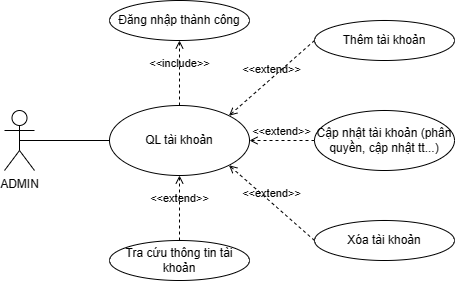 Đăng nhập thành công
Thêm tài khoản
<<include>>
<<extend>>
QL tài khoản
<<extend>>
Cập nhật tài khoản (phân
quyền, cập nhật tt...)
ADMIN
<<extend>>
<<extend>>
Xóa tài khoản
Tra cứu thông tin tài
khoản